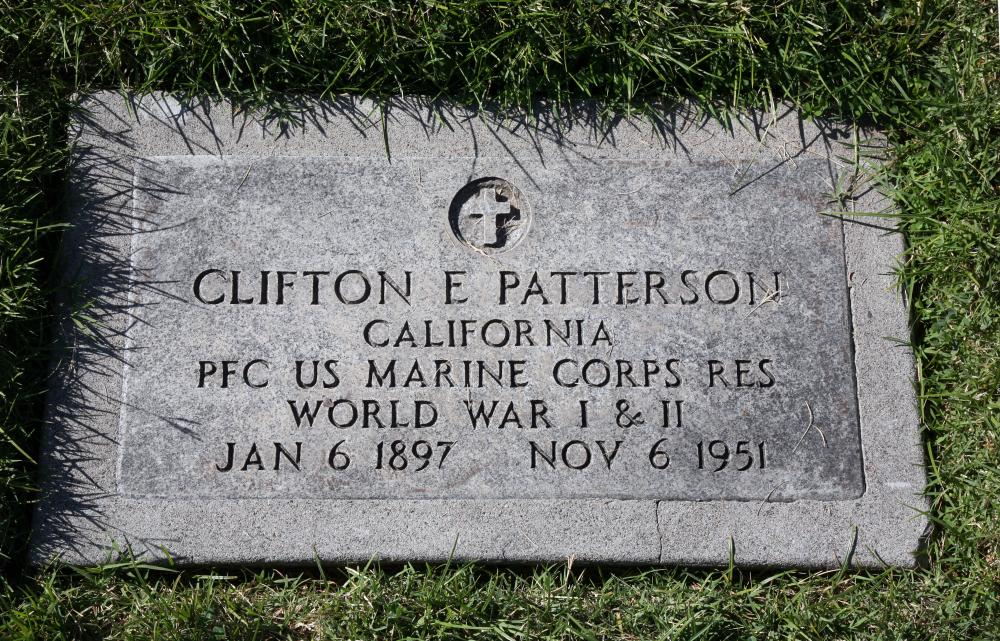 CLIFTON E PATTERSON
CALIFORNIA
PFC US MARINE CORPS RES
WORLD WAR I & II
JAN 6 1897 NOV 6 1951